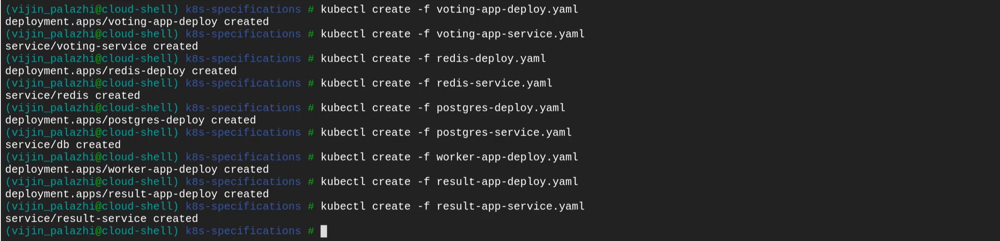 (vijin_palazhi@cloud-shell) k8s-specifications # kubectl create -f voting-app-deploy.yaml
deployment.apps/voting-app-deploy created
(vijin_palazhi@cloud-shell) k8s-specifications # kubectl create -f voting-app-service.yaml
service/voting-service created
(vijin_palazhi@cloud-shell) k8s-specifications # kubectl create -f redis-deploy.yaml
deployment.apps/redis-deploy created
(vijin_palazhi@cloud-shell) k8s-specifications # kubectl create -f redis-service.yaml
service/redis created
(vijin_palazhi@cloud-shell) k8s-specifications # kubectl create -f postgres-deploy.yaml
deployment.apps/postgres-deploy created
(vijin_palazhi@cloud-shell) k8s-specifications # kubectl create -f postgres-service.yaml
service/db created
(vijin_palazhi@cloud-shell) k8s-specifications # kubectl create -f worker-app-deploy.yaml
deployment.apps/worker-app-deploy created
(vijin_palazhi@cloud-shell) k8s-specifications # kubectl create -f result-app-deploy.yaml
deployment.apps/result-app-deploy created
(vijin_palazhi@cloud-shell) k8s-specifications # kubectl create -f result-app-service.yaml
service/result-service created
(vijin_palazhi@cloud-shell) k8s-specifications #